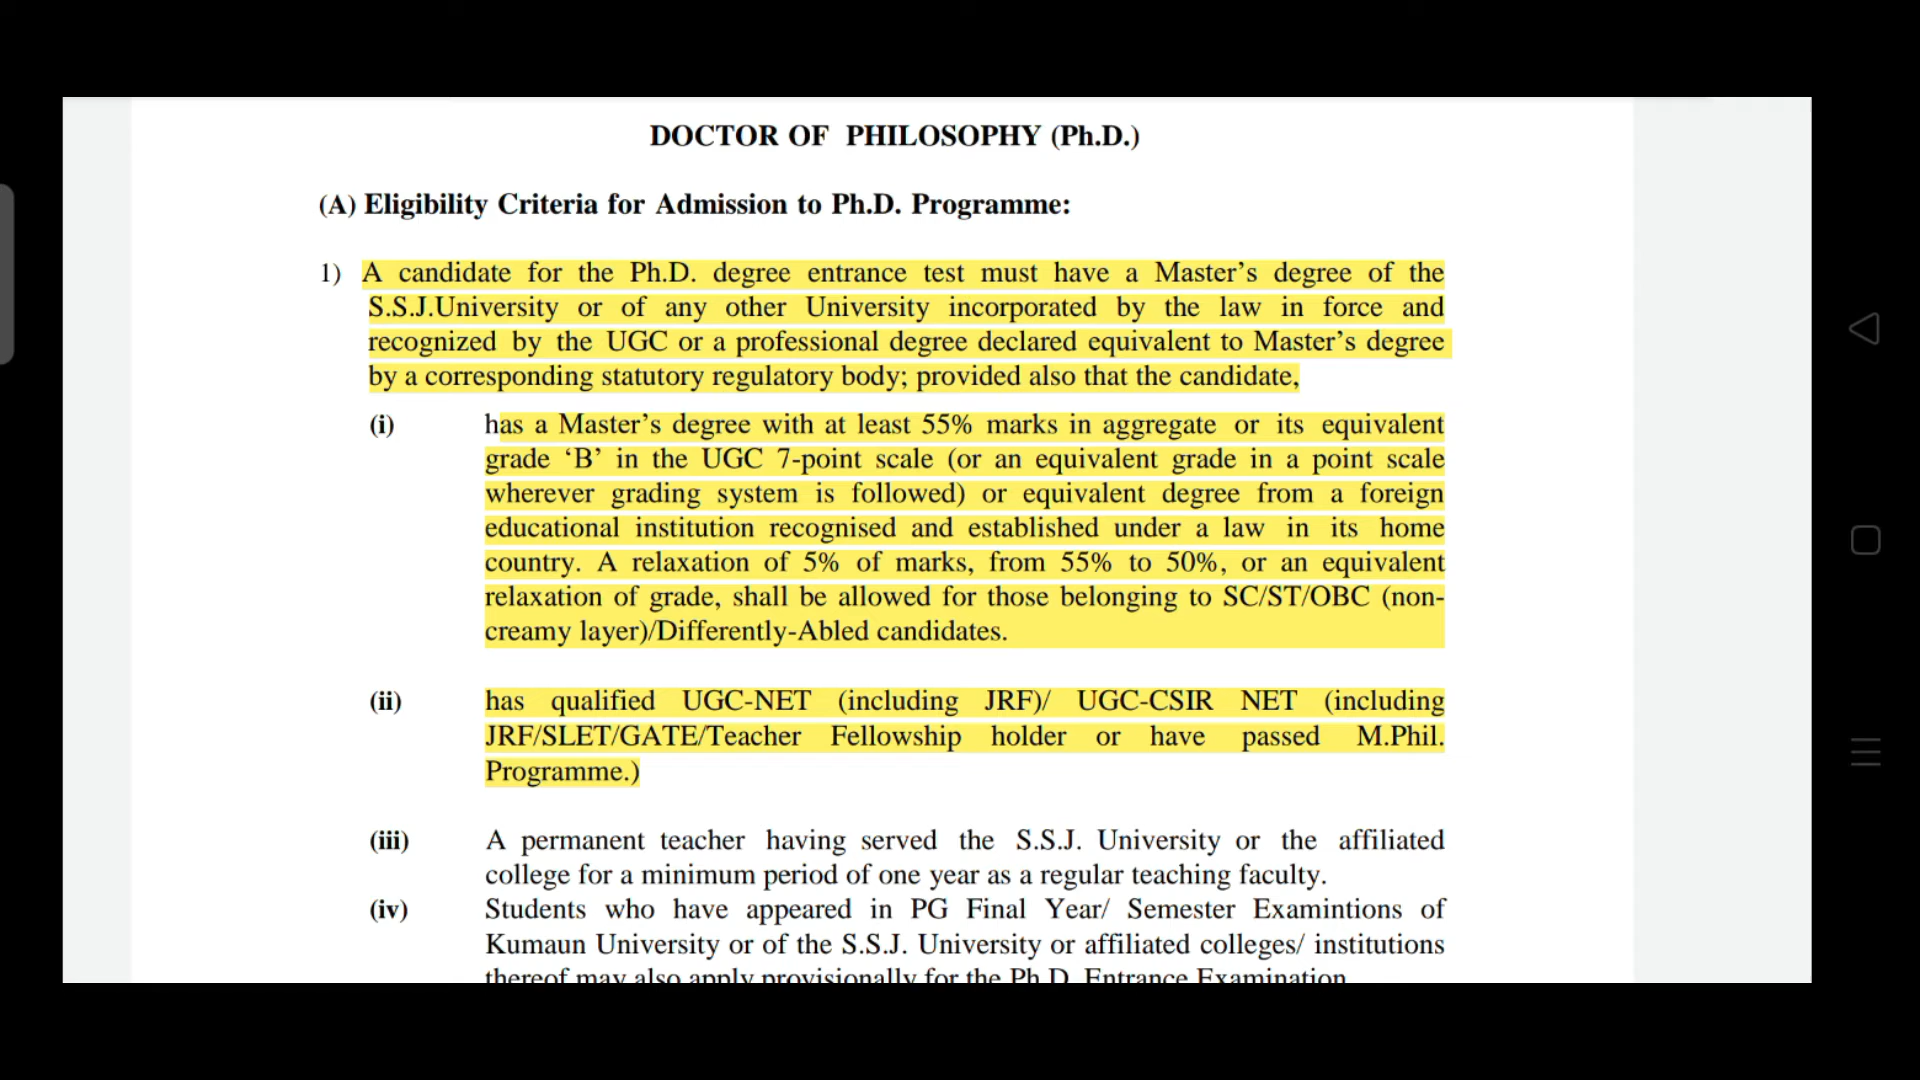 DOCTOR OF PHILOSOPHY (Ph.D.)
(A) Eligibility Criteria for Admission to Ph.D. Programme:
1) A candidate for the Ph.D. degree entrance test must have a Master’s degree of the
S.S.J.University or of any other University incorporated by the law in force and
recognized by the UGC or a professional degree declared equivalent to Master’s degree
by a corresponding statutory regulatory body; provided also that the candidate,
(i) has a Master’s degree with at least 55% marks in aggregate or its equivalent
grade ‘B’ in the UGC 7-point scale (or an equivalent grade in a point scale
wherever grading system is followed) or equivalent degree from a foreign
educational institution recognised and established under a law in its home
country. A relaxation of 5% of marks, from 55% to 50%, or an equivalent
relaxation of grade, shall be allowed for those belonging to SC/ST/OBC (non-
creamy layer)/Differently-Abled candidates.
(ii) has qualified UGC-NET (including JRF)/ UGC-CSIR NET (including
JRF/SLET/GATE/Teacher Fellowship holder or have passed M.Phil.
Programme.)
(iii) A permanent teacher having served the S.S.J. University or the affiliated
college for a minimum period of one year as a regular teaching faculty.
(iv) Students who have appeared in PG Final Year/ Semester Examintions of
Kumaun University or of the S.S.J. University or affiliated colleges/ institutions
thereof may also apply provisionally for the Ph.D. Entrance Examination